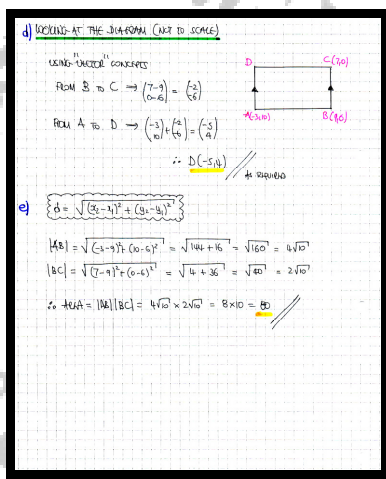 d) LOOKING AT THE DIAGRAM (NOT TO SCALE)
USING "VECTOR" CONCEPTS
FROM B TO C → (7-9 / 0-6) = (-2 / -6)
FROM A TO D → (-3 / 10) + (-2 / -6) = (-5 / 4)
∴ D(-5,4) //
AS REQUIRED
D C(7,0)
A(-3,10) B(9,6)
e) d = √(x₂-x₁)² + (y₂-y₁)²
|AB| = √(-3-9)² + (10-6)² = √144 + 16 = √160 = 4√10
|BC| = √(7-9)² + (0-6)² = √4 + 36 = √40 = 2√10
∴ AREA = |AB||BC| = 4√10 × 2√10 = 8×10 = 80 //